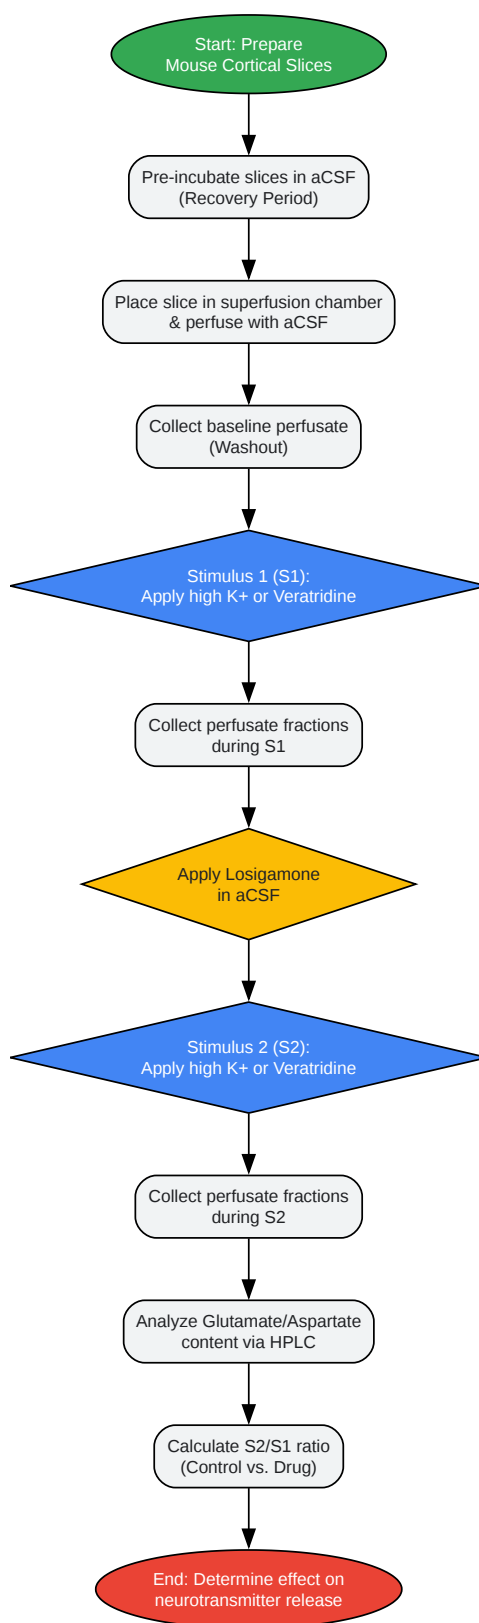 Start: Prepare
Mouse Cortical Slices
Pre-incubate slices in aCSF
(Recovery Period)
Place slice in superfusion chamber
& perfuse with aCSF
Collect baseline perfusate
(Washout)
Stimulus 1 (S1):
Apply high K+ or Veratridine
Collect perfusate fractions
during S1
Apply Losigamone
in aCSF
Stimulus 2 (S2):
Apply high K+ or Veratridine
Collect perfusate fractions
during S2
Analyze Glutamate/Aspartate
content via HPLC
Calculate S2/S1 ratio
(Control vs. Drug)
End: Determine effect on
neurotransmitter release